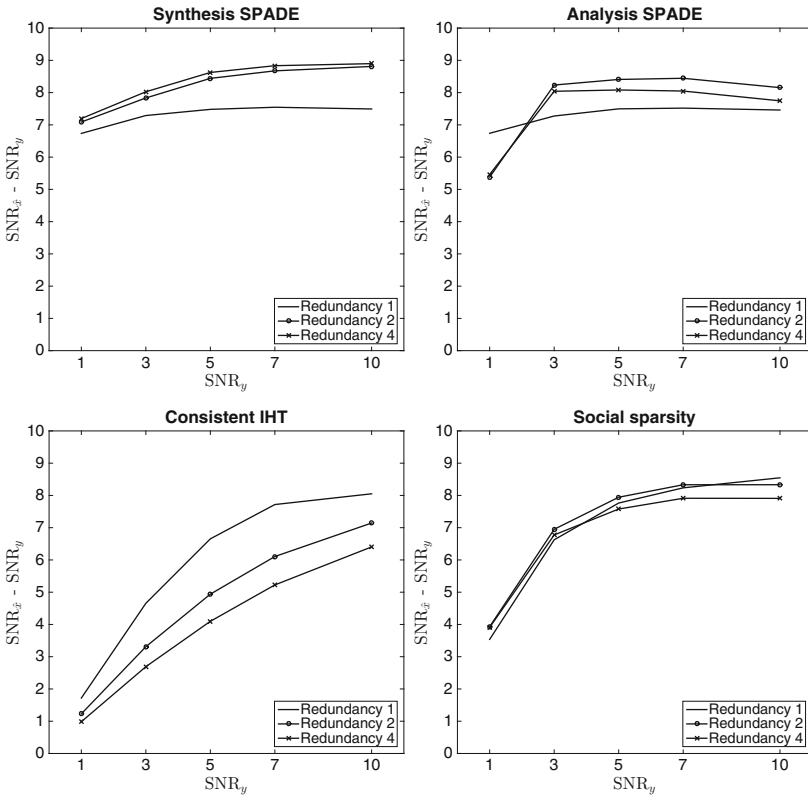 Synthesis SPADE
10
9
8
7
6
5
4
3
2
1
0
SNR_x̂ - SNR_y
Redundancy 1
Redundancy 2
Redundancy 4
1 3 5 7 10
SNR_y
Analysis SPADE
10
9
8
7
6
5
4
3
2
1
0
SNR_x̂ - SNR_y
Redundancy 1
Redundancy 2
Redundancy 4
1 3 5 7 10
SNR_y
Consistent IHT
10
9
8
7
6
5
4
3
2
1
0
SNR_x̂ - SNR_y
Redundancy 1
Redundancy 2
Redundancy 4
1 3 5 7 10
SNR_y
Social sparsity
10
9
8
7
6
5
4
3
2
1
0
SNR_x̂ - SNR_y
Redundancy 1
Redundancy 2
Redundancy 4
1 3 5 7 10
SNR_y